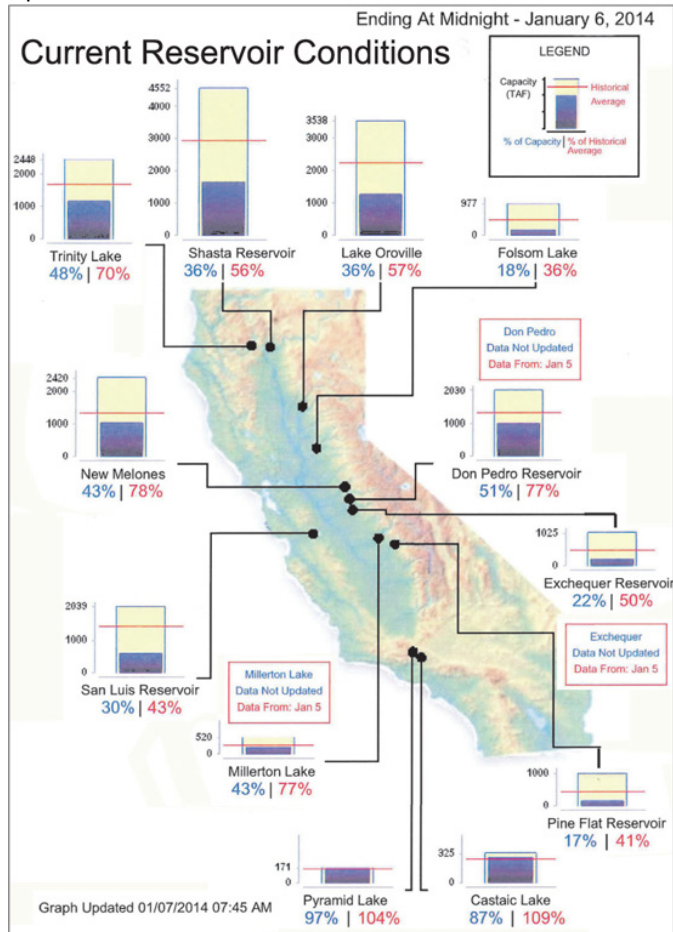 Ending At Midnight - January 6, 2014
Current Reservoir Conditions
LEGEND
Capacity
(TAF)
Historical
Average
% of Capacity | % of Historical
Average
4552
4000
3000
2000
1000
0
Shasta Reservoir
36% | 56%
3538
3000
2000
1000
0
Lake Oroville
36% | 57%
2448
2000
1000
0
Trinity Lake
48% | 70%
977
0
Folsom Lake
18% | 36%
Don Pedro
Data Not Updated
Data From: Jan 5
2420
2000
1000
0
New Melones
43% | 78%
2030
1000
0
Don Pedro Reservoir
51% | 77%
1025
0
Exchequer Reservoir
22% | 50%
Exchequer
Data Not Updated
Data From: Jan 5
2039
1000
0
San Luis Reservoir
30% | 43%
Millerton Lake
Data Not Updated
Data From: Jan 5
520
0
Millerton Lake
43% | 77%
1000
0
Pine Flat Reservoir
17% | 41%
171
0
Pyramid Lake
97% | 104%
325
0
Castaic Lake
87% | 109%
Graph Updated 01/07/2014 07:45 AM